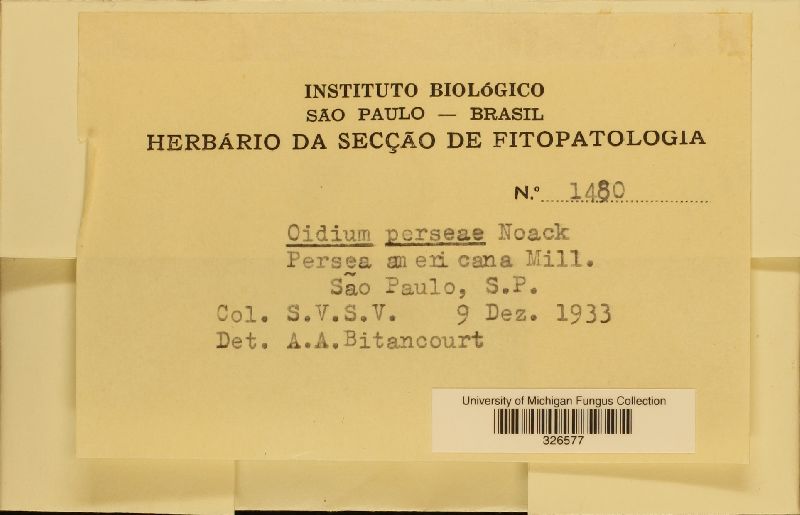 INSTITUTO BIOLÓGICO
SÃO PAULO — BRASIL
HERBÁRIO DA SECÇÃO DE FITOPATOLOGIA
N.º 1480
Oidium perseae Noack
Persea americana Mill.
São Paulo, S.P.
Col. S.V.S.V. 9 Dez. 1933
Det. A.A.Bitancourt
University of Michigan Fungus Collection
326577